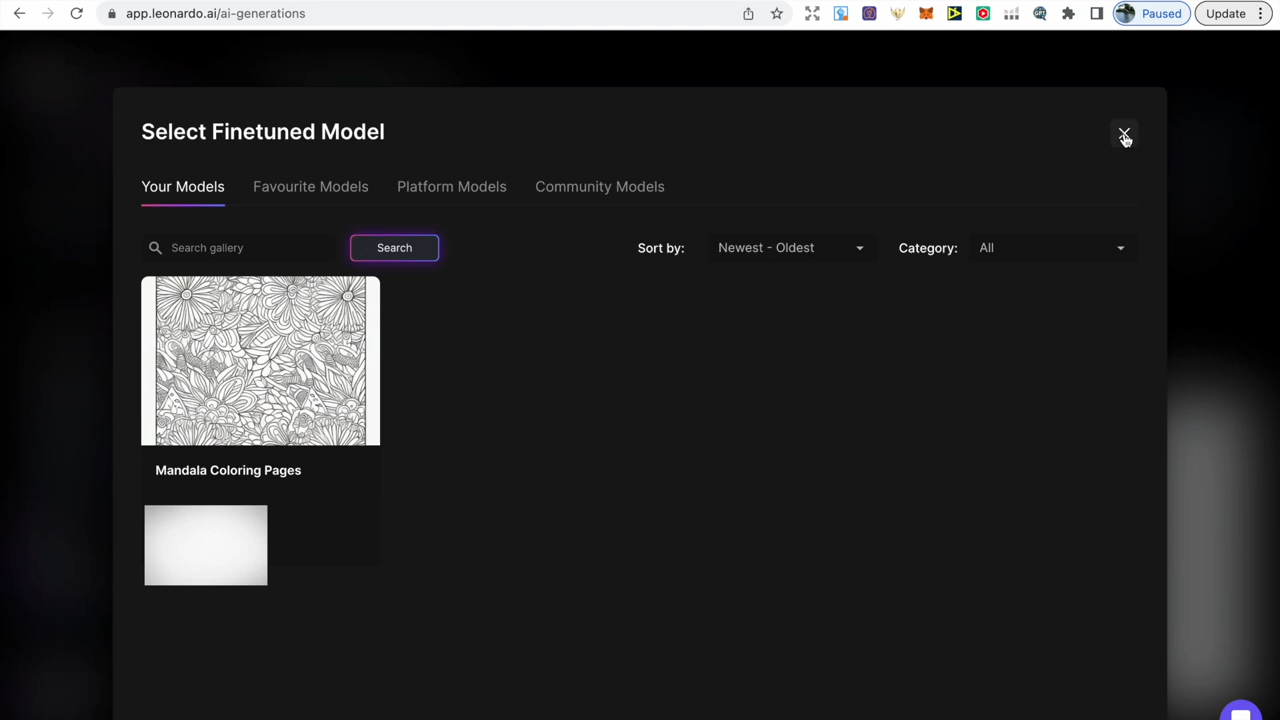 app.leonardo.ai/ai-generations
GPT
Paused
Update
Select Finetuned Model
Your Models
Favourite Models
Platform Models
Community Models
Search gallery
Search
Sort by:
Newest - Oldest
Category:
All
Mandala Coloring Pages